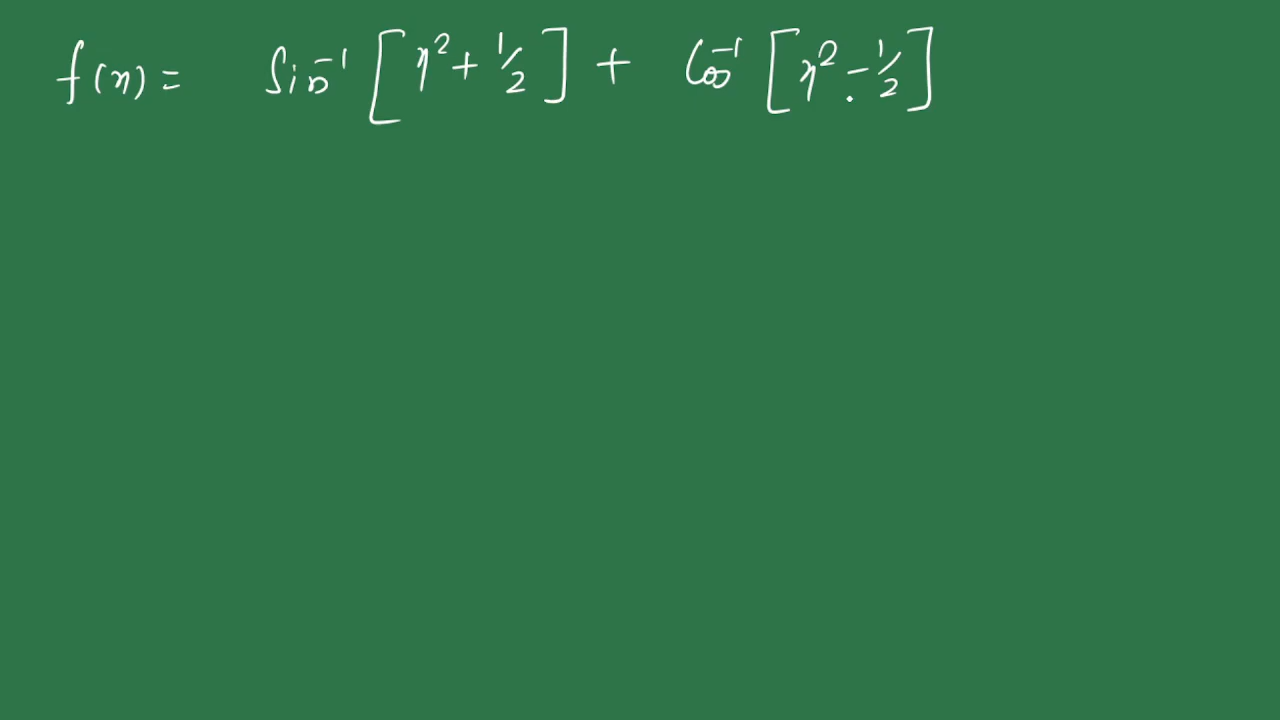 f(x) = Sin⁻¹ [x² + 1/2] + Cos⁻¹ [x² - 1/2]